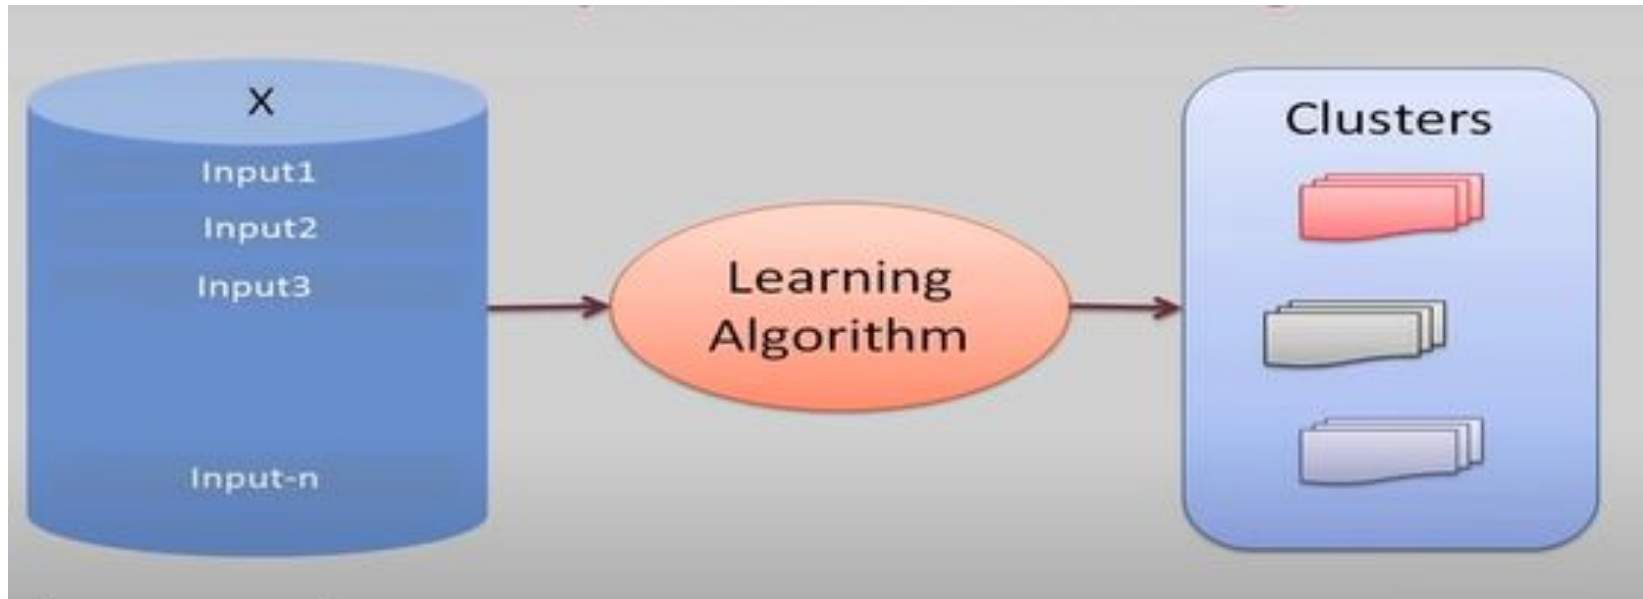 X
Input1
Input2
Input3
Input-n
Learning
Algorithm
Clusters